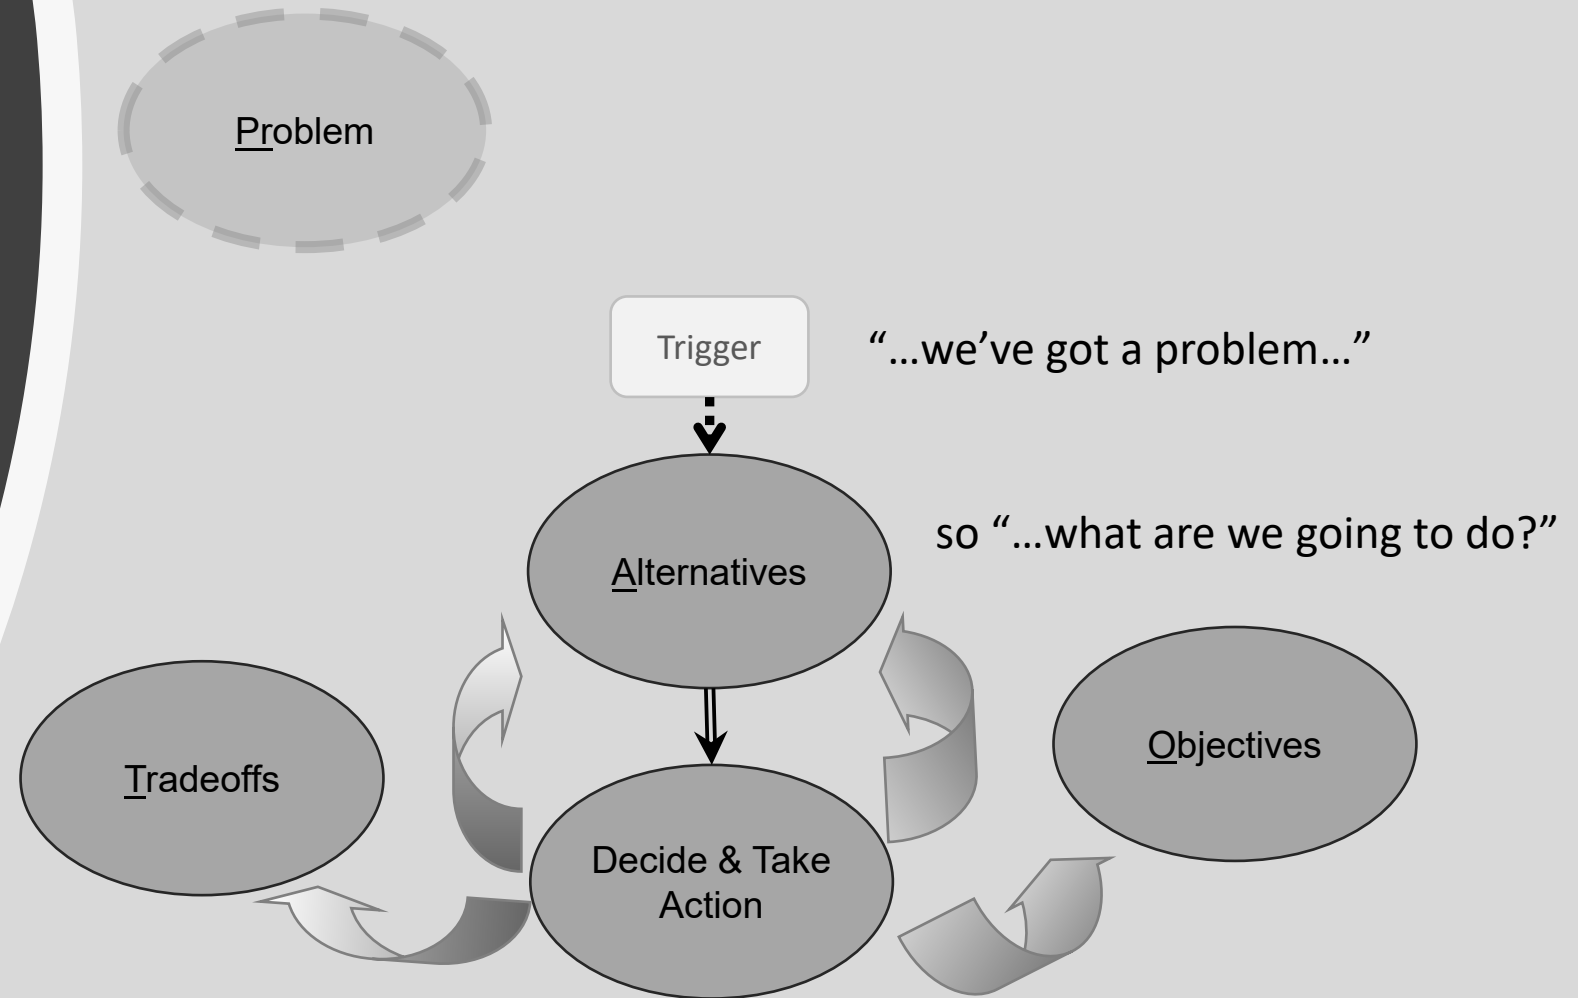 Problem
Trigger
“…we’ve got a problem…”
so “…what are we going to do?”
Alternatives
Objectives
Tradeoffs
Decide & Take
Action